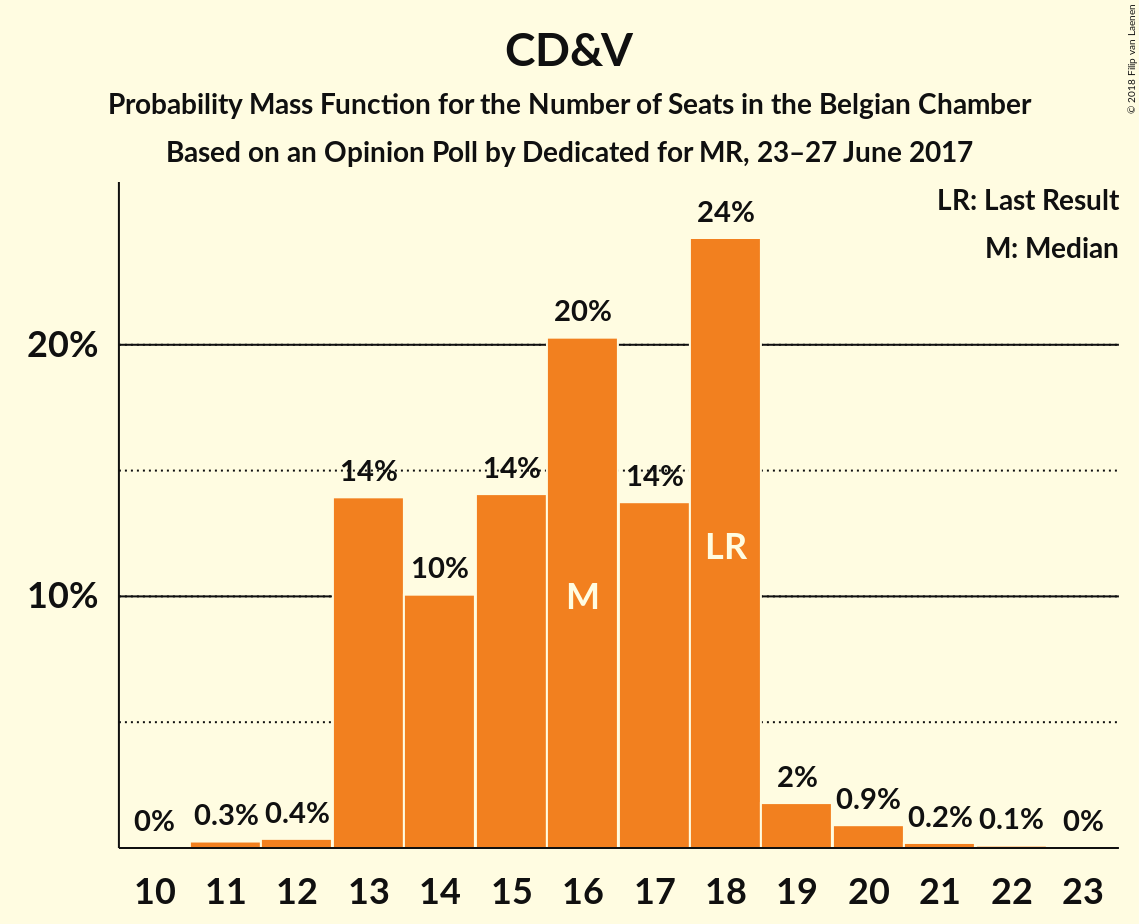 CD&V
Probability Mass Function for the Number of Seats in the Belgian Chamber
Based on an Opinion Poll by Dedicated for MR, 23–27 June 2017
© 2018 Filip van Laenen
LR: Last Result
M: Median
24%
20%
20%
14%
14%
14%
LR
10%
M
10%
2%
0.9%
0%
0.3%
0.4%
0.2%
0.1%
0%
10 11 12 13 14 15 16 17 18 19 20 21 22 23